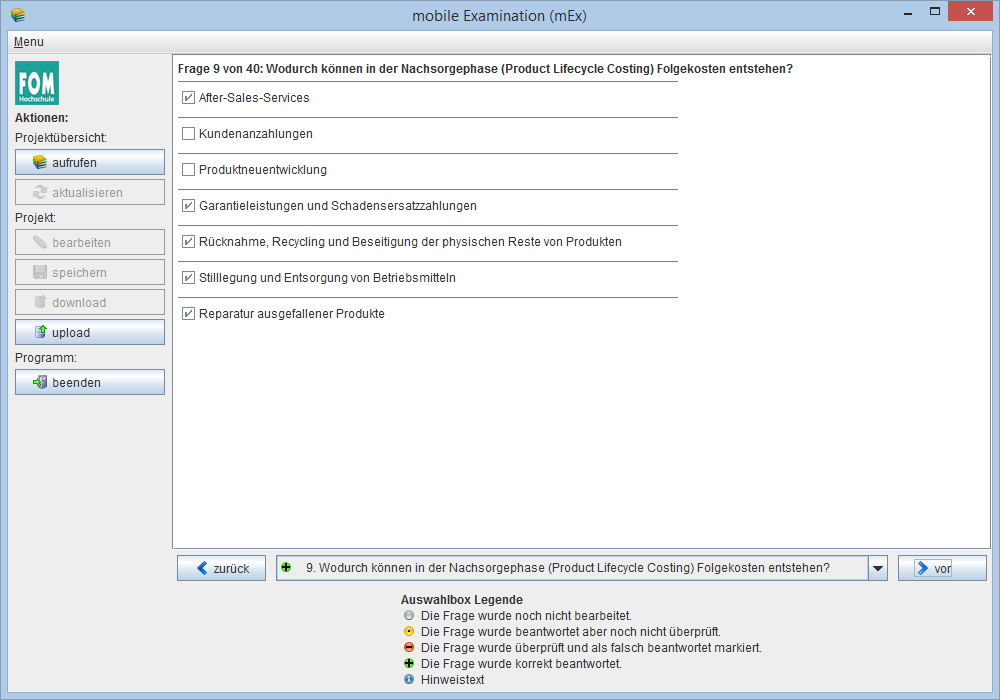 mobile Examination (mEx)
Menu
FOM
Hochschule
Aktionen:
Projektübersicht:
aufrufen
aktualisieren
Projekt:
bearbeiten
speichern
download
upload
Programm:
beenden
Frage 9 von 40: Wodurch können in der Nachsorgephase (Product Lifecycle Costing) Folgekosten entstehen?
After-Sales-Services
Kundenanzahlungen
Produktneuentwicklung
Garantieleistungen und Schadensersatzzahlungen
Rücknahme, Recycling und Beseitigung der physischen Reste von Produkten
Stilllegung und Entsorgung von Betriebsmitteln
Reparatur ausgefallener Produkte
zurück
9. Wodurch können in der Nachsorgephase (Product Lifecycle Costing) Folgekosten entstehen?
vor
Auswahlbox Legende
Die Frage wurde noch nicht bearbeitet.
Die Frage wurde beantwortet aber noch nicht überprüft.
Die Frage wurde überprüft und als falsch beantwortet markiert.
Die Frage wurde korrekt beantwortet.
Hinweistext